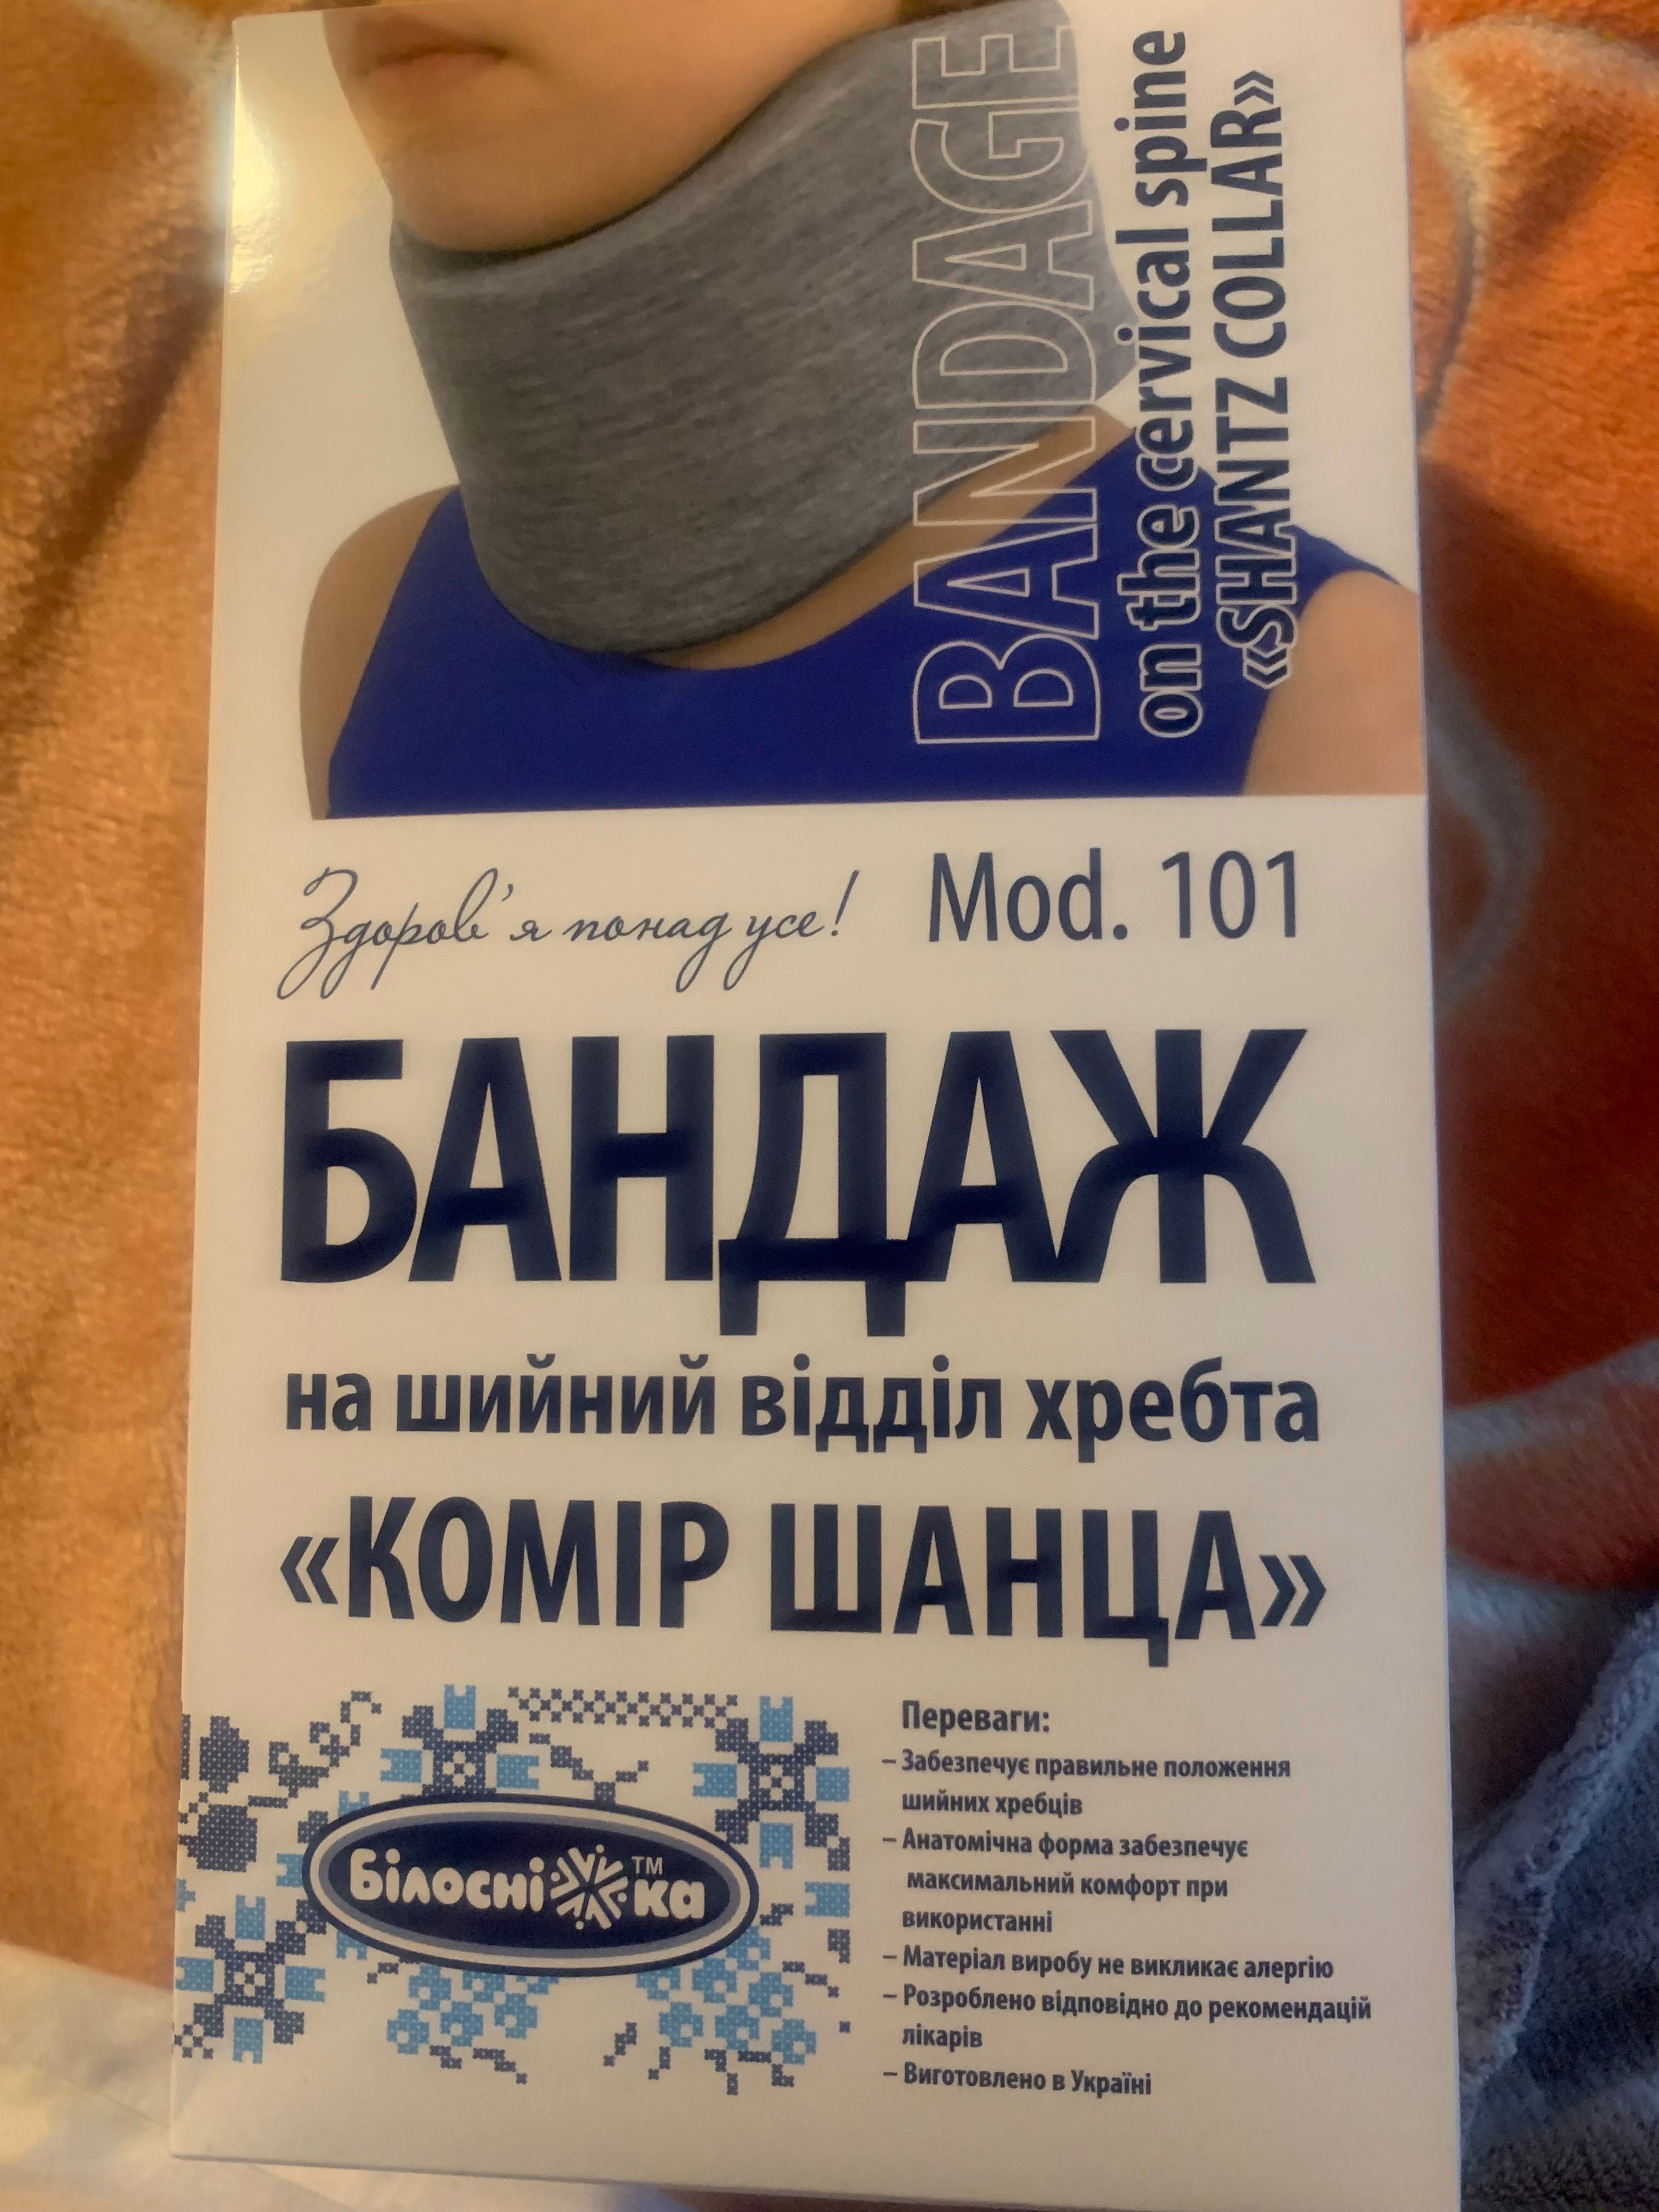 BANDAGE
on the cervical spine
«SHANTZ COLLAR»
Здоров'я понад усе!
Mod. 101
БАНДАЖ
на шийний відділ хребта
«КОМІР ШАНЦА»
Білосніжка™
Переваги:
– Забезпечує правильне положення
шийних хребців
– Анатомічна форма забезпечує
максимальний комфорт при
використанні
– Матеріал виробу не викликає алергію
– Розроблено відповідно до рекомендацій
лікарів
– Виготовлено в Україні